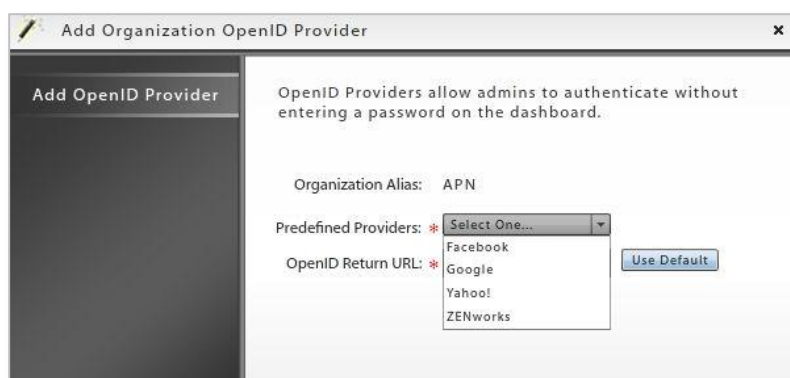 Add Organization OpenID Provider
×
Add OpenID Provider
OpenID Providers allow admins to authenticate without
entering a password on the dashboard.
Organization Alias: APN
Predefined Providers: * Select One...
Facebook
OpenID Return URL: * Google Use Default
Yahoo!
ZENworks